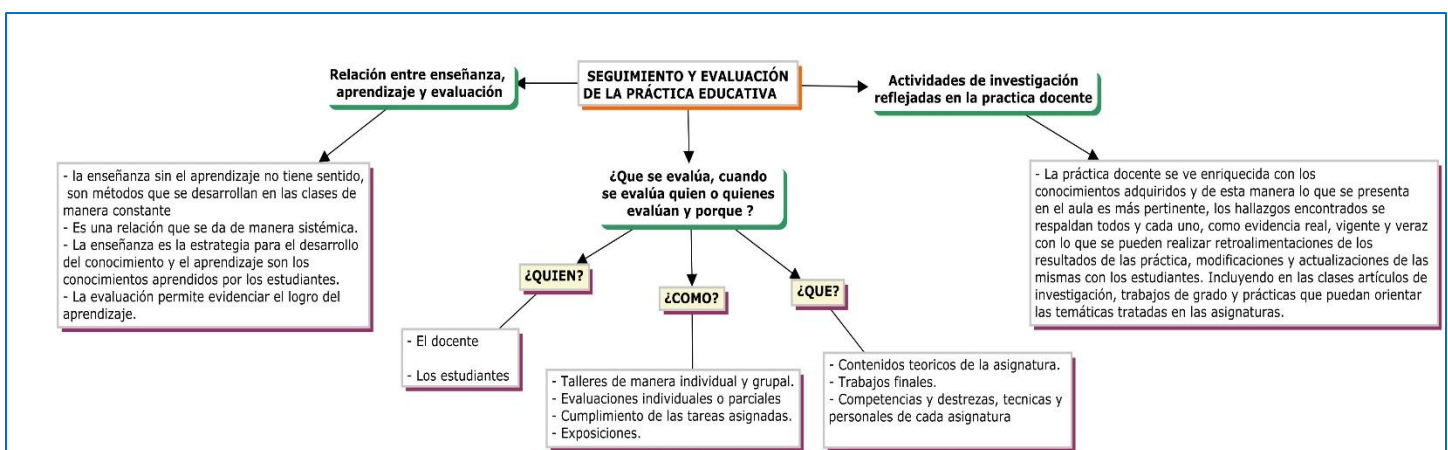 SEGUIMIENTO Y EVALUACIÓN
DE LA PRÁCTICA EDUCATIVA
Relación entre enseñanza,
aprendizaje y evaluación
- la enseñanza sin el aprendizaje no tiene sentido,
son métodos que se desarrollan en las clases de
manera constante
- Es una relación que se da de manera sistémica.
- La enseñanza es la estrategia para el desarrollo
del conocimiento y el aprendizaje son los
conocimientos aprendidos por los estudiantes.
- La evaluación permite evidenciar el logro del
aprendizaje.
¿Que se evalúa, cuando
se evalúa quien o quienes
evalúan y porque ?
¿QUIEN?
- El docente
- Los estudiantes
¿COMO?
- Talleres de manera individual y grupal.
- Evaluaciones individuales o parciales
- Cumplimiento de las tareas asignadas.
- Exposiciones.
¿QUE?
- Contenidos teoricos de la asignatura.
- Trabajos finales.
- Competencias y destrezas, tecnicas y
personales de cada asignatura
Actividades de investigación
reflejadas en la practica docente
- La práctica docente se ve enriquecida con los
conocimientos adquiridos y de esta manera lo que se presenta
en el aula es más pertinente, los hallazgos encontrados se
respaldan todos y cada uno, como evidencia real, vigente y veraz
con lo que se pueden realizar retroalimentaciones de los
resultados de las práctica, modificaciones y actualizaciones de las
mismas con los estudiantes. Incluyendo en las clases artículos de
investigación, trabajos de grado y prácticas que puedan orientar
las temáticas tratadas en las asignaturas.